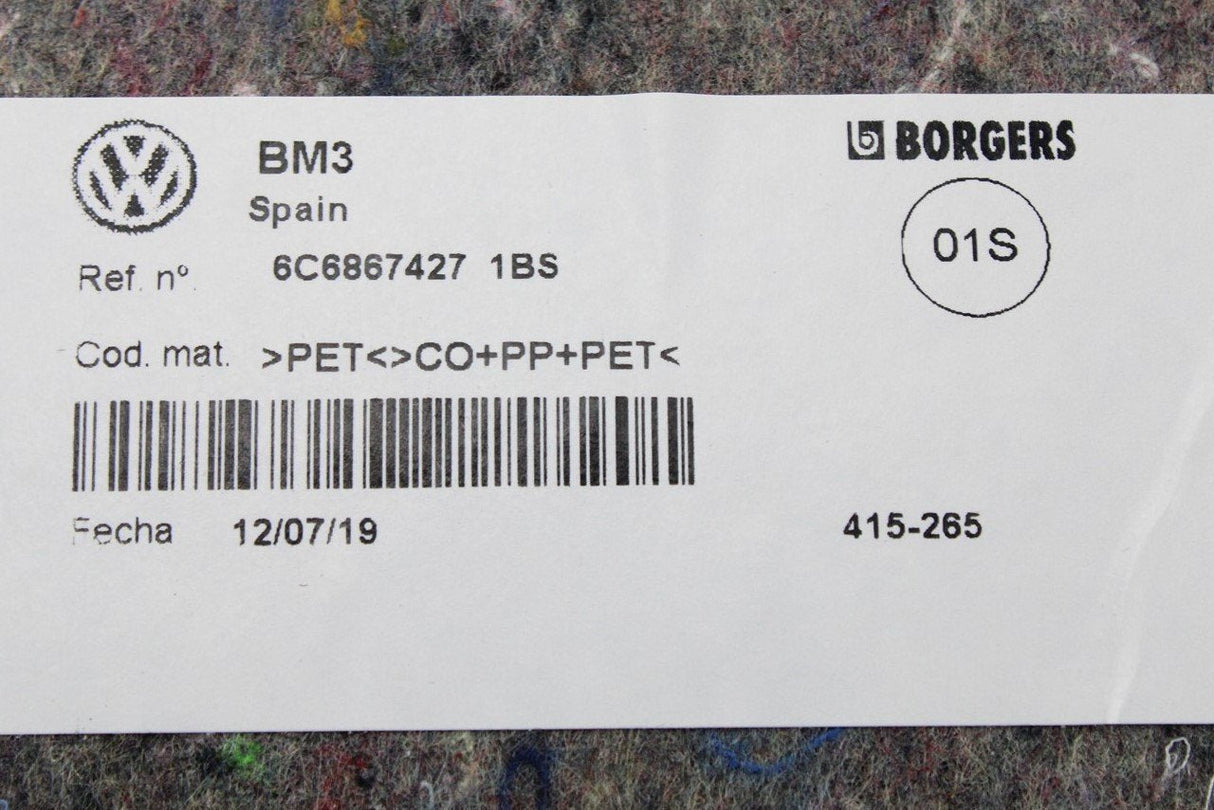 BM3
Spain
Ref. nº. 6C6867427 1BS
Cod. mat. >PET<>CO+PP+PET<
Fecha 12/07/19
BORGERS
01S
415-265